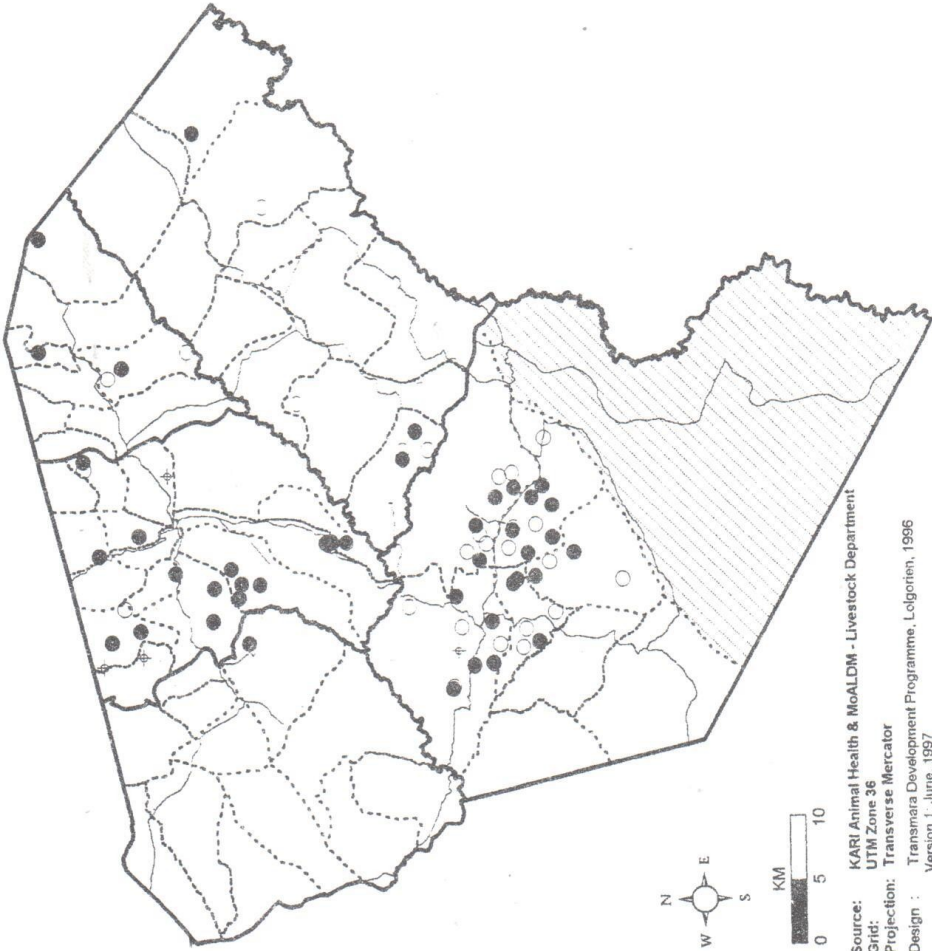 N
W E
S
KM
0 5 10
Source: KARI Animal Health & MoALDM - Livestock Department
Grid: UTM Zone 36
Projection: Transverse Mercator
Design : Transmara Development Programme, Lolgorien, 1996
Version 1: June, 1997